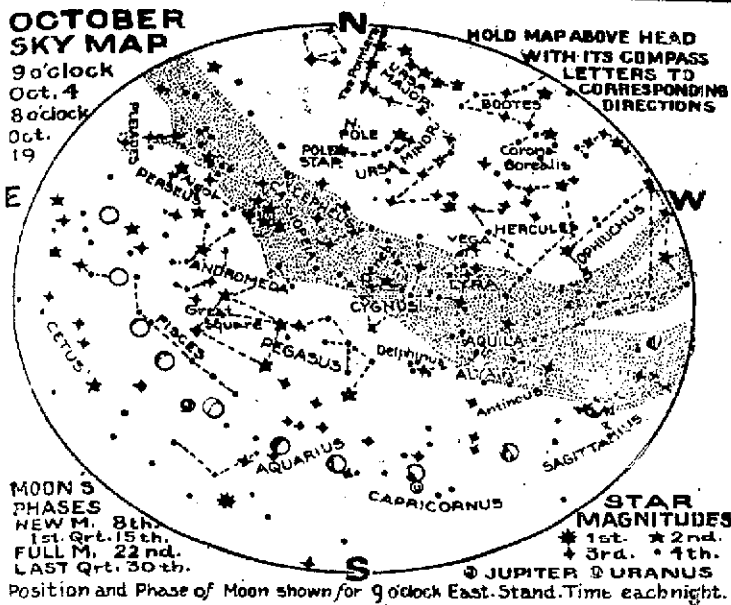 OCTOBER
SKY MAP
9 o'clock
Oct. 4
8 o'clock
Oct.
19
N
HOLD MAP ABOVE HEAD
WITH ITS COMPASS
LETTERS TO
CORRESPONDING
DIRECTIONS
The Pointers
URSA
MAJOR
BOOTES
N.
POLE
POLE
STAR
URSA MINOR
Corona
Borealis
PLEIADES
PERSEUS
Algol
CASSIOPEIA
E
W
VEGA
HERCULES
OPHIUCHUS
ANDROMEDA
LYRA
CYGNUS
Great
Square
PISCES
PEGASUS
Delphinus
AQUILA
ALTAIR
CETUS
Antinous
SAGITTARIUS
AQUARIUS
CAPRICORNUS
MOON'S
PHASES
NEW M. 8th.
1st. Qrt. 15th.
FULL M. 22nd.
LAST Qrt. 30th.
S
STAR
MAGNITUDES
1st. 2nd.
3rd. 4th.
JUPITER URANUS
Position and Phase of Moon shown for 9 o'clock East. Stand. Time each night.